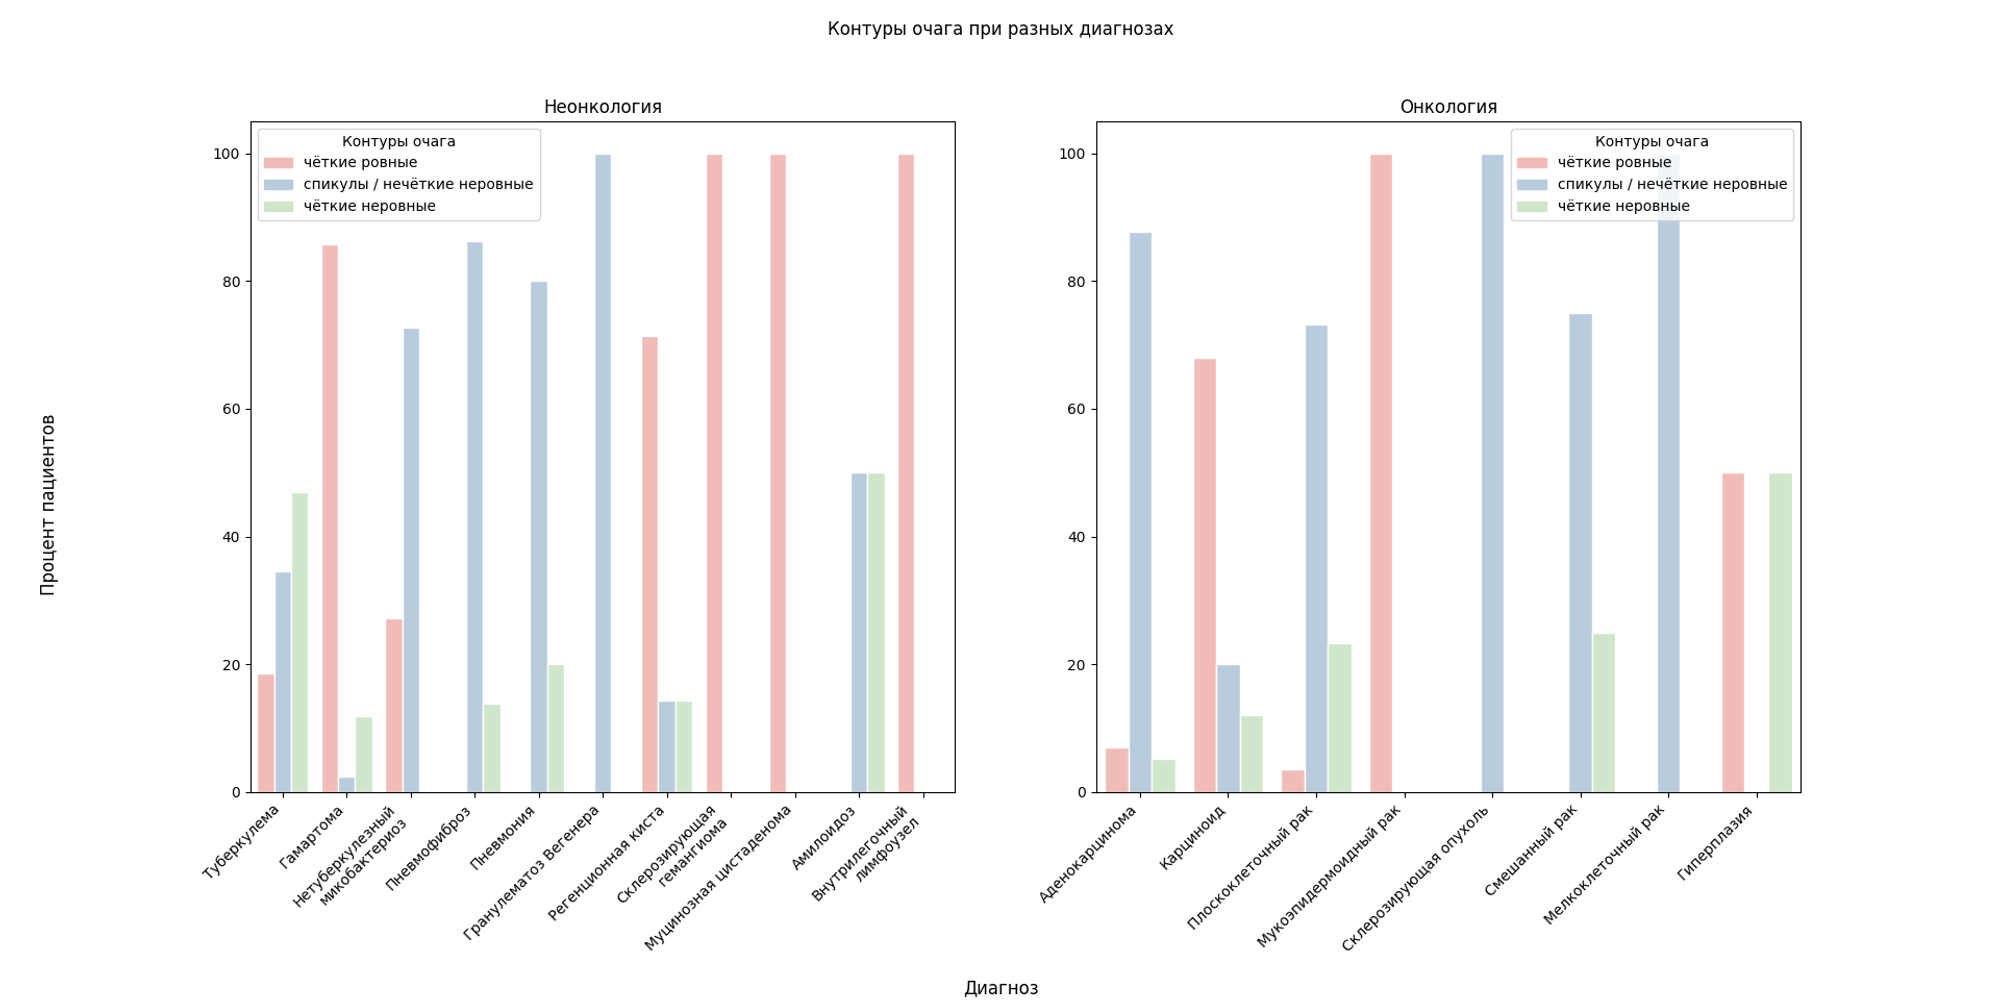 Контуры очага при разных диагнозах
Неонкология
Контуры очага
чёткие ровные
спикулы / нечёткие неровные
чёткие неровные
100
80
60
40
20
0
Туберкулема
Гамартома
Нетуберкулезный
микобактериоз
Пневмофиброз
Пневмония
Гранулематоз Вегенера
Регенционная киста
Склерозирующая
гемангиома
Муцинозная цистаденома
Амилоидоз
Внутрилегочный
лимфоузел
Онкология
Контуры очага
чёткие ровные
спикулы / нечёткие неровные
чёткие неровные
100
80
60
40
20
0
Аденокарцинома
Карциноид
Плоскоклеточный рак
Мукоэпидермоидный рак
Склерозирующая опухоль
Смешанный рак
Мелкоклеточный рак
Гиперплазия
Процент пациентов
Диагноз